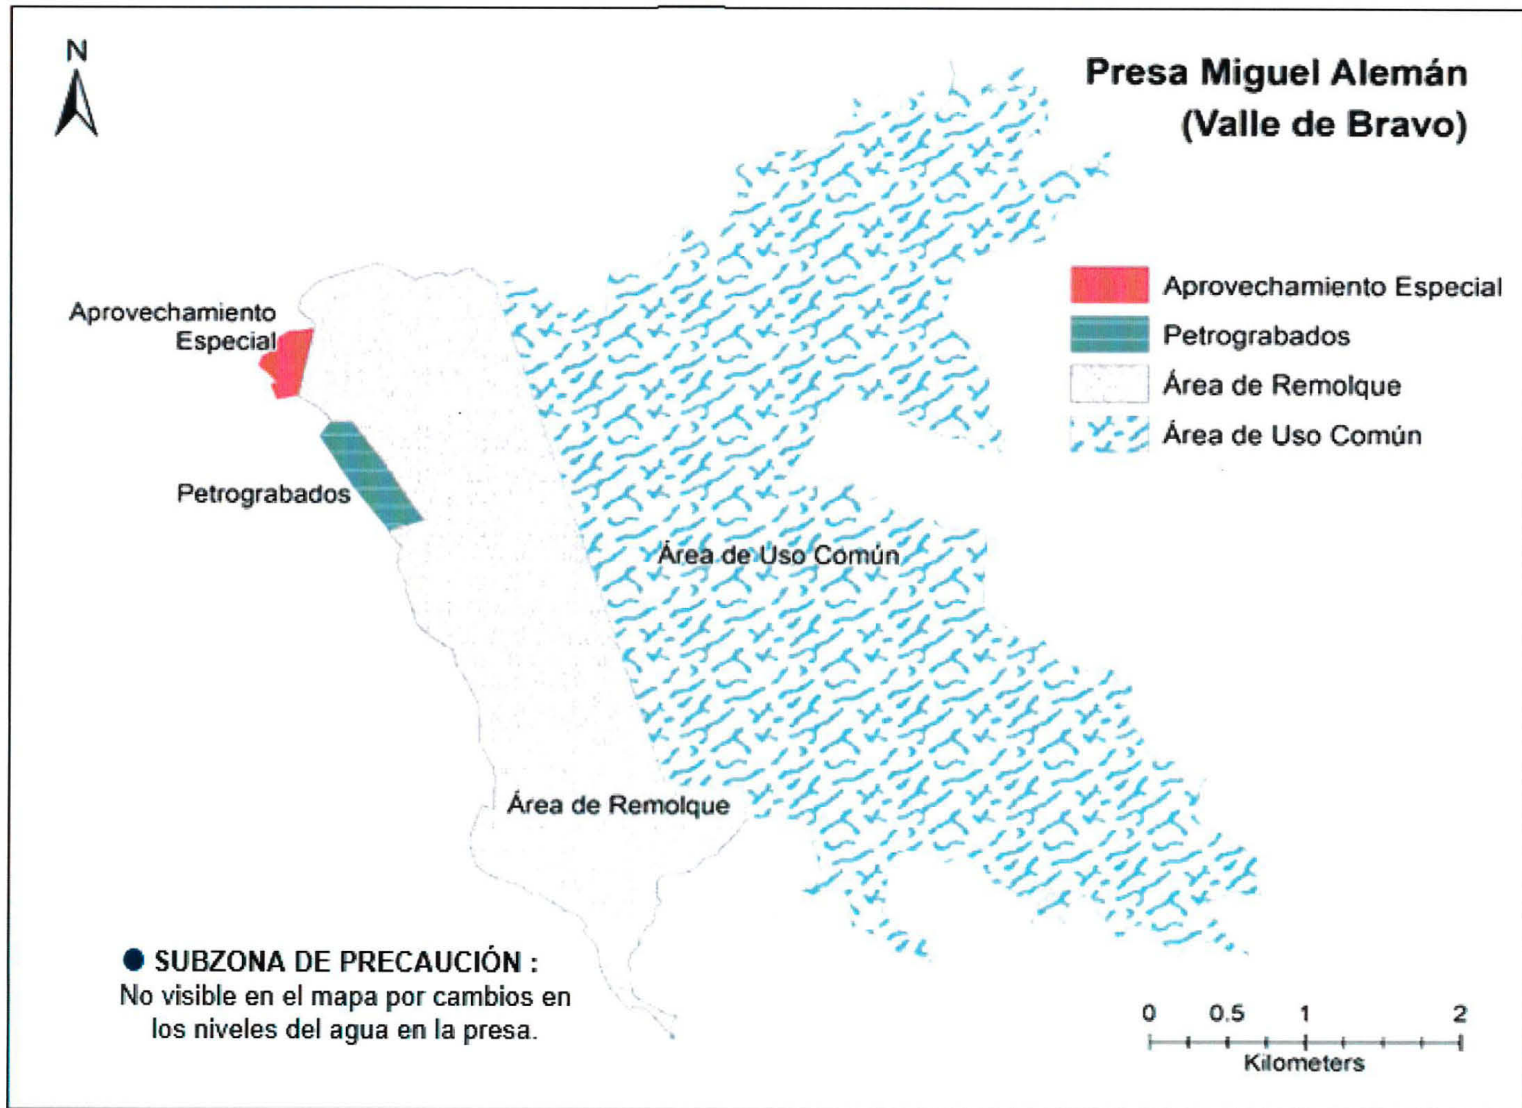 N
Presa Miguel Alemán
(Valle de Bravo)
Aprovechamiento Especial
Petrograbados
Área de Remolque
Área de Uso Común
Aprovechamiento
Especial
Petrograbados
Área de Uso Común
Área de Remolque
● SUBZONA DE PRECAUCIÓN :
No visible en el mapa por cambios en
los niveles del agua en la presa.
0 0.5 1 2
Kilometers